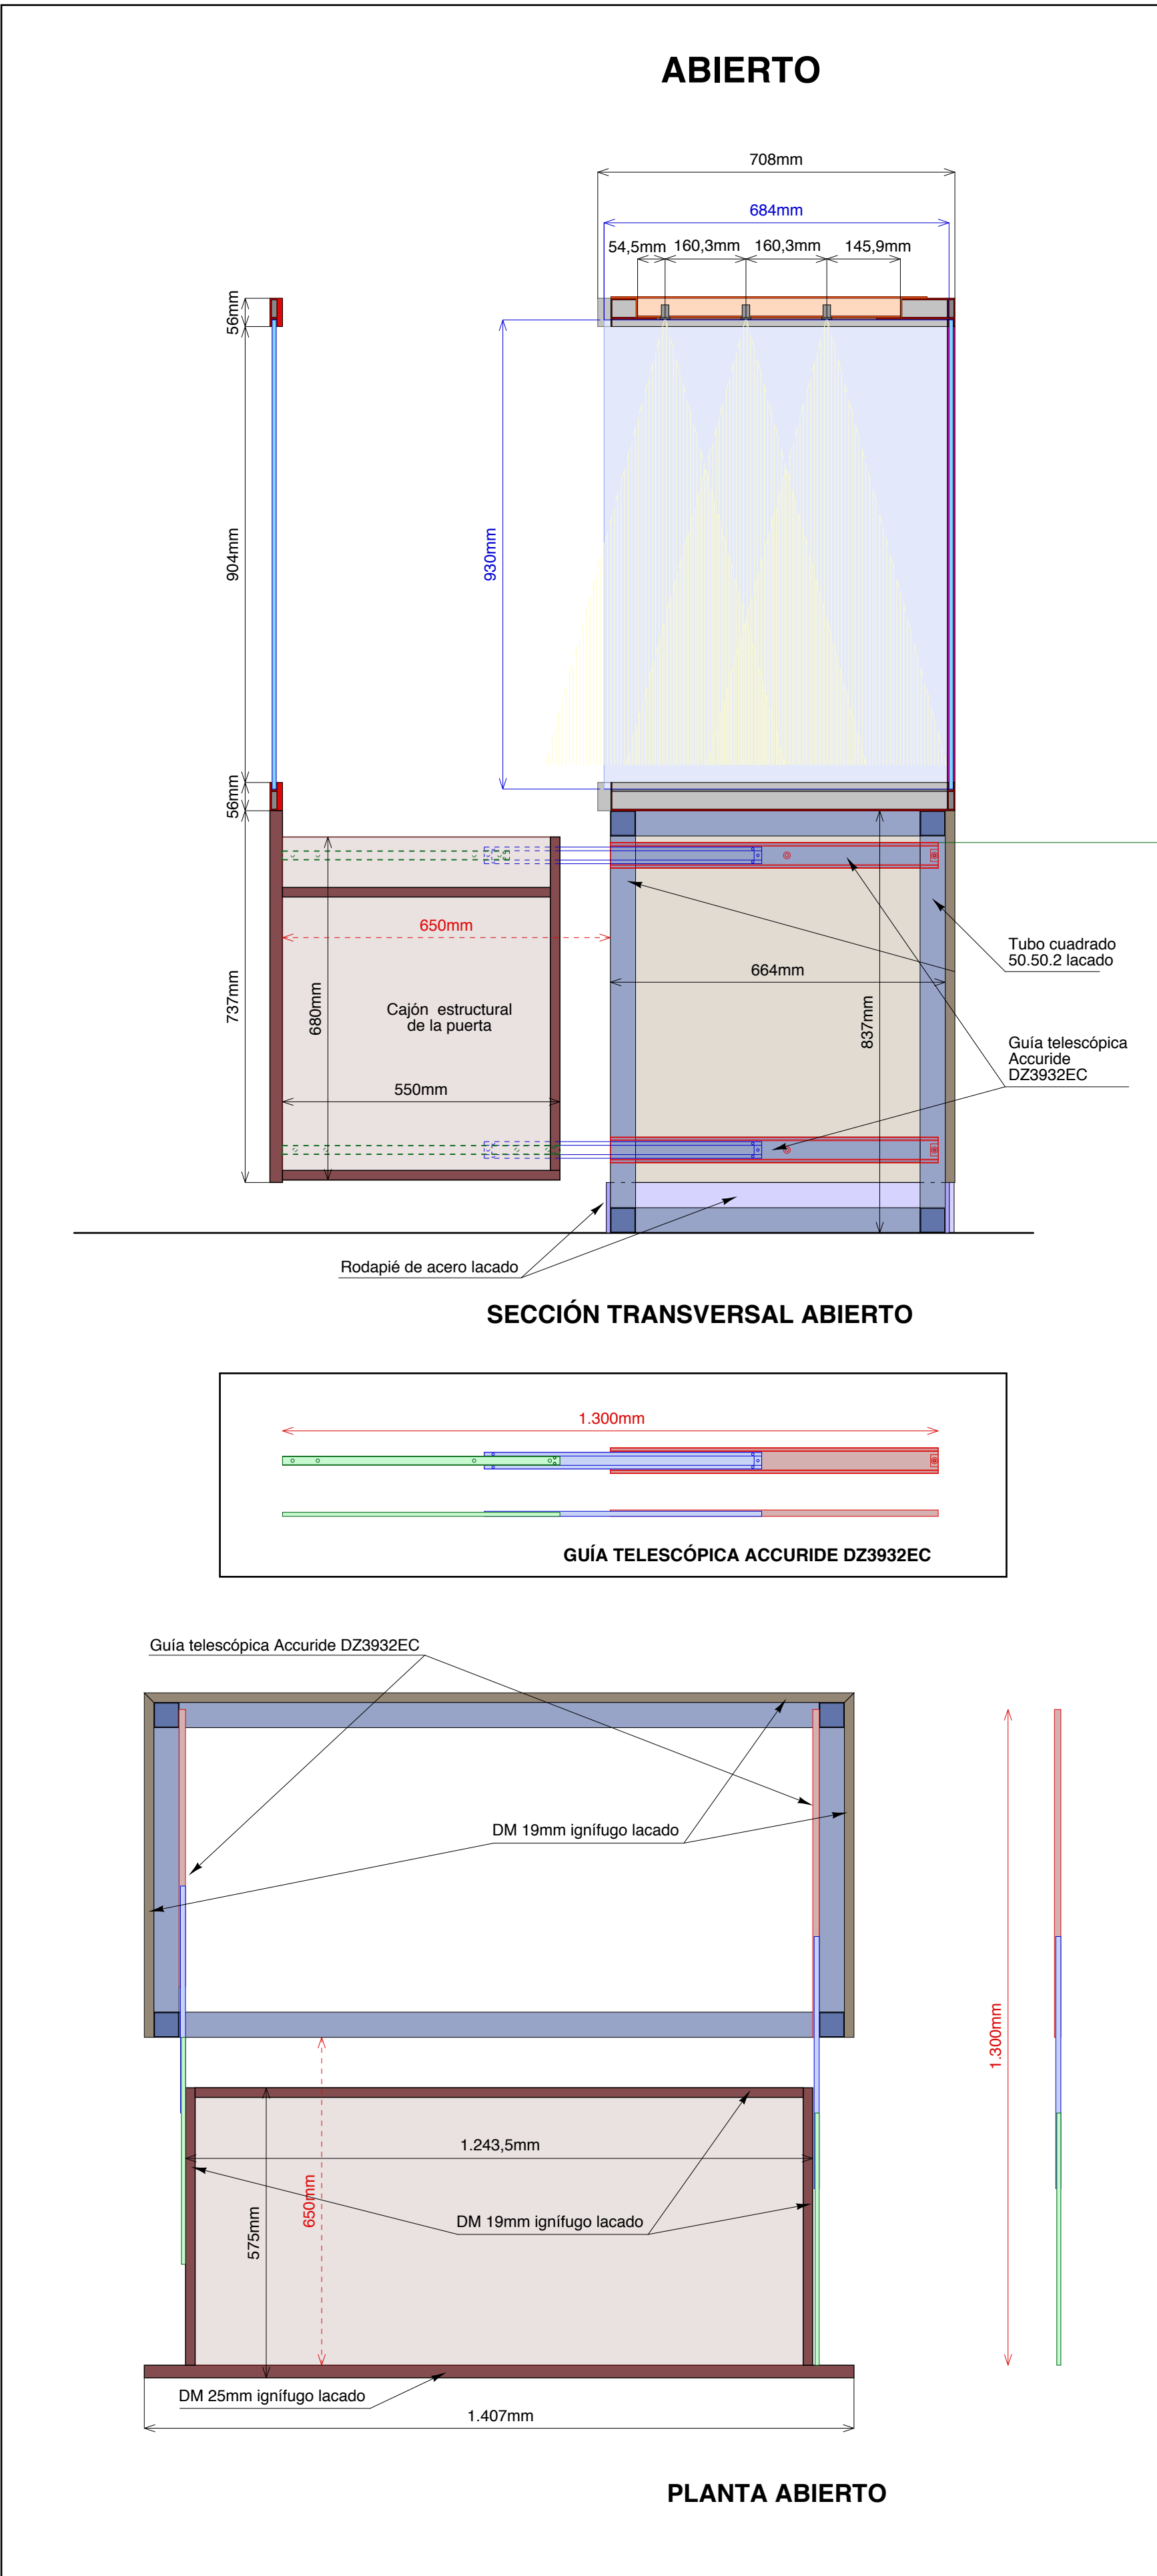 ABIERTO
708mm
684mm
54,5mm 160,3mm 160,3mm 145,9mm
56mm
904mm
930mm
56mm
650mm
Tubo cuadrado
50.50.2 lacado
664mm
737mm
680mm
Cajón estructural
de la puerta
837mm
Guía telescópica
Accuride
DZ3932EC
550mm
Rodapié de acero lacado
SECCIÓN TRANSVERSAL ABIERTO
1.300mm
GUÍA TELESCÓPICA ACCURIDE DZ3932EC
Guía telescópica Accuride DZ3932EC
DM 19mm ignífugo lacado
1.300mm
1.243,5mm
650mm
575mm
DM 19mm ignífugo lacado
DM 25mm ignífugo lacado
1.407mm
PLANTA ABIERTO